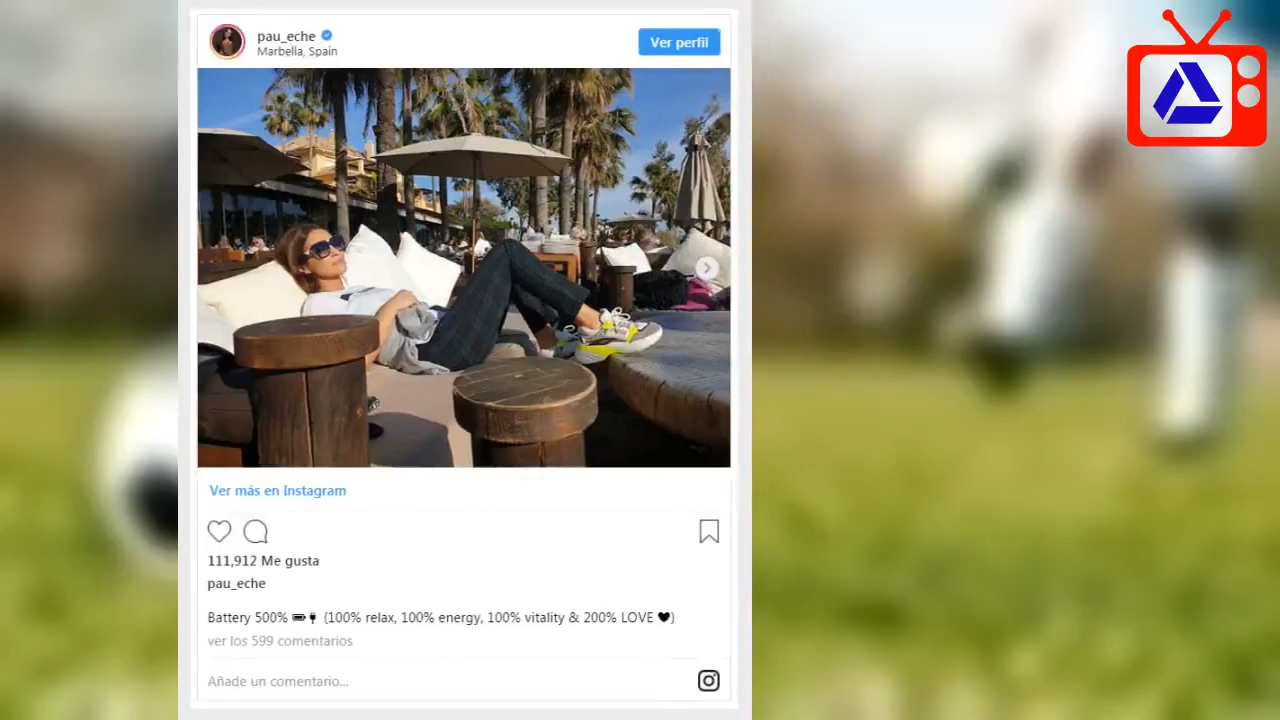 pau_eche
Marbella, Spain
Ver perfil
Ver más en Instagram
111,912 Me gusta
pau_eche
Battery 500% 🔋🔌 (100% relax, 100% energy, 100% vitality & 200% LOVE 🖤)
ver los 599 comentarios
Añade un comentario...